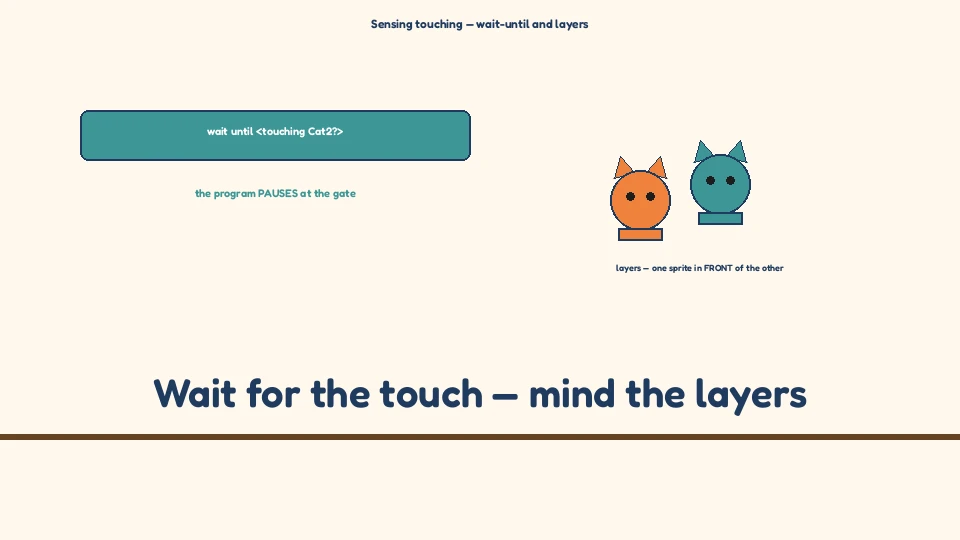 Sensing touching — wait-until and layers
wait until <touching Cat2?>
the program PAUSES at the gate
layers — one sprite in FRONT of the other
Wait for the touch — mind the layers